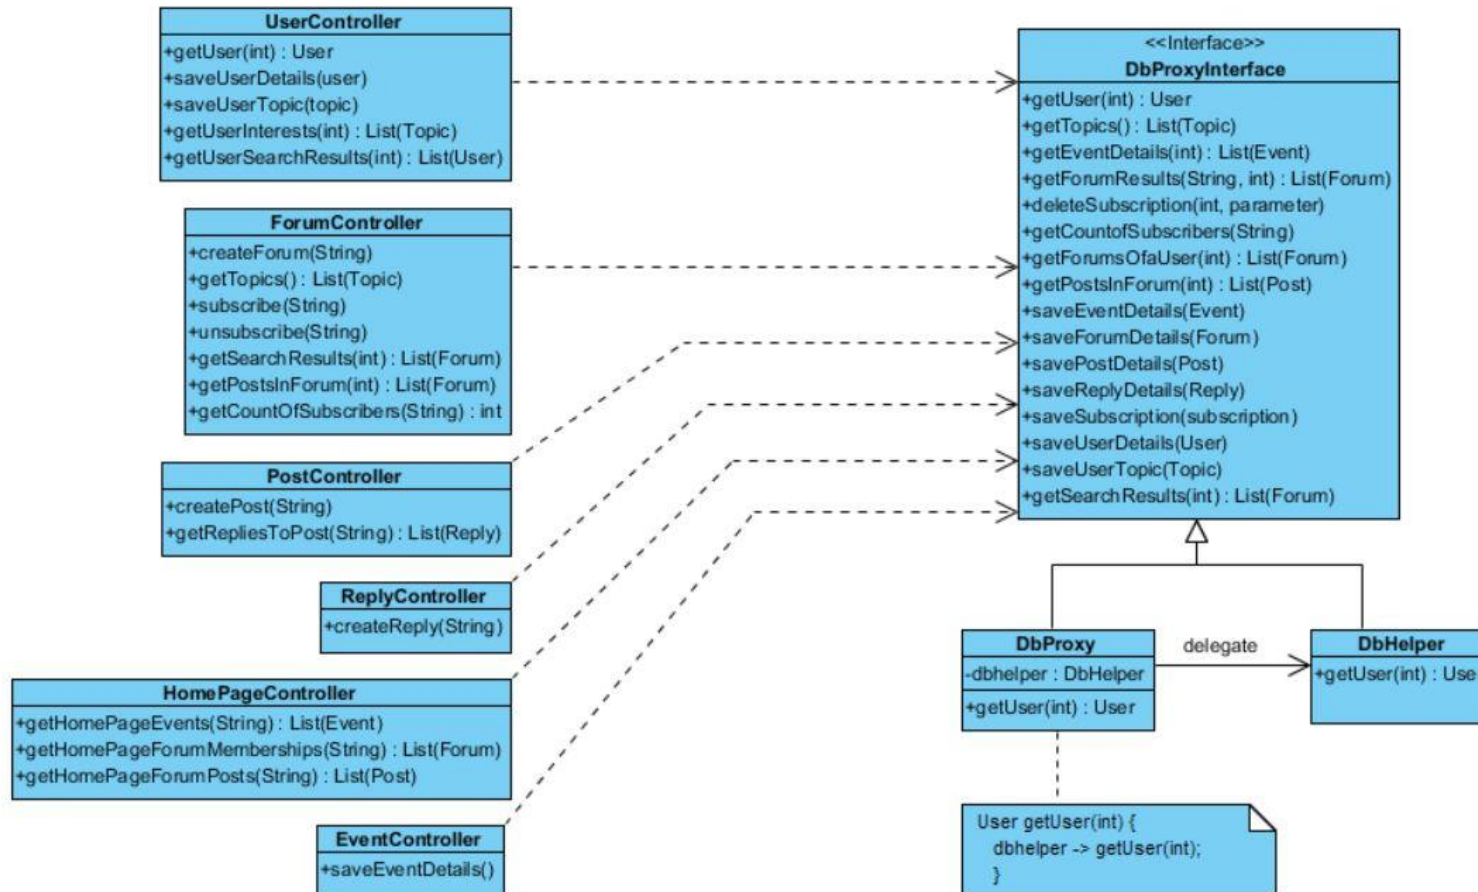 UserController
+getUser(int) : User
+saveUserDetails(user)
+saveUserTopic(topic)
+getUserInterests(int) : List(Topic)
+getUserSearchResults(int) : List(User)
ForumController
+createForum(String)
+getTopics() : List(Topic)
+subscribe(String)
+unsubscribe(String)
+getSearchResults(int) : List(Forum)
+getPostsInForum(int) : List(Forum)
+getCountOfSubscribers(String) : int
PostController
+createPost(String)
+getRepliesToPost(String) : List(Reply)
ReplyController
+createReply(String)
HomePageController
+getHomePageEvents(String) : List(Event)
+getHomePageForumMemberships(String) : List(Forum)
+getHomePageForumPosts(String) : List(Post)
EventController
+saveEventDetails()
<<Interface>>
DbProxyInterface
+getUser(int) : User
+getTopics() : List(Topic)
+getEventDetails(int) : List(Event)
+getForumResults(String, int) : List(Forum)
+deleteSubscription(int, parameter)
+getCountofSubscribers(String)
+getForumsOfaUser(int) : List(Forum)
+getPostsInForum(int) : List(Post)
+saveEventDetails(Event)
+saveForumDetails(Forum)
+savePostDetails(Post)
+saveReplyDetails(Reply)
+saveSubscription(subscription)
+saveUserDetails(User)
+saveUserTopic(Topic)
+getSearchResults(int) : List(Forum)
DbProxy
-dbhelper : DbHelper
+getUser(int) : User
delegate
DbHelper
+getUser(int) : Use
User getUser(int) {
dbhelper -> getUser(int);
}